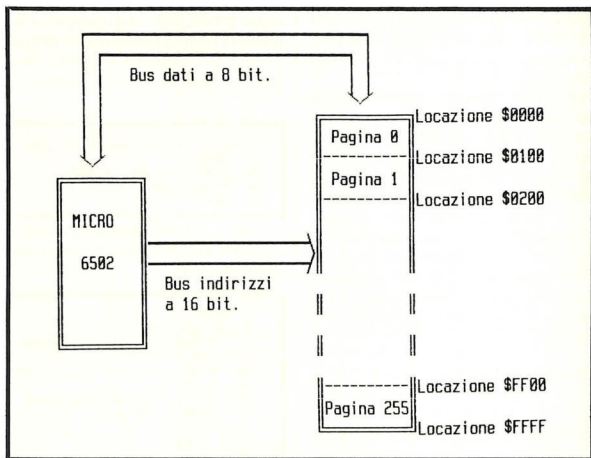 Bus dati a 8 bit.
Locazione $0000
Pagina 0
Locazione $0100
Pagina 1
Locazione $0200
MICRO
6502
Bus indirizzi
a 16 bit.
Locazione $FF00
Pagina 255
Locazione $FFFF